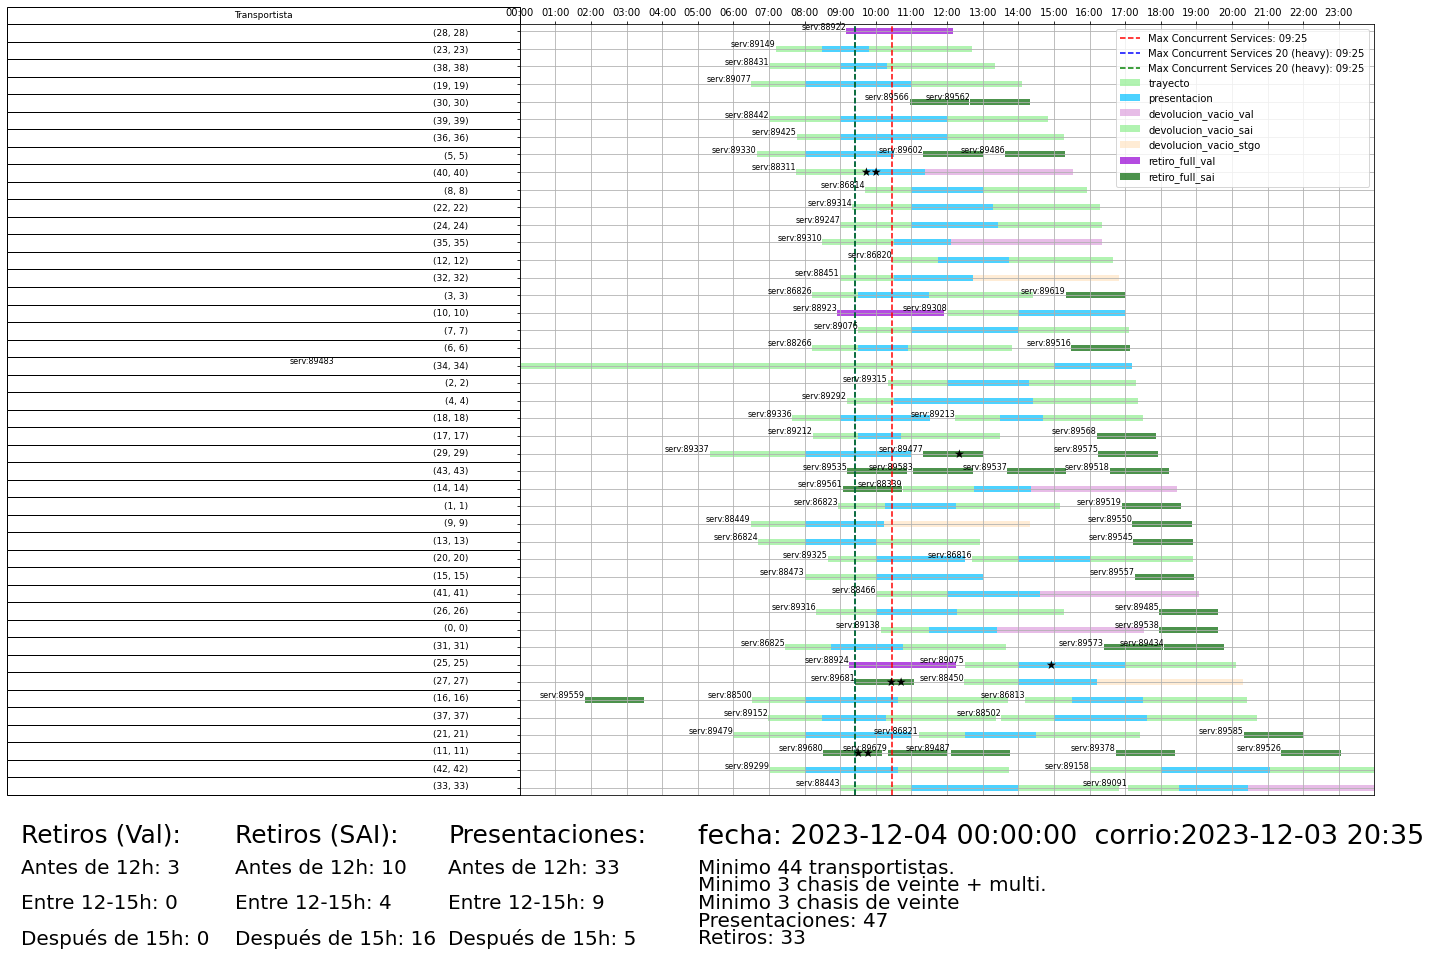 Transportista
00:00 01:00 02:00 03:00 04:00 05:00 06:00 07:00 08:00 09:00 10:00 11:00 12:00 13:00 14:00 15:00 16:00 17:00 18:00 19:00 20:00 21:00 22:00 23:00
Max Concurrent Services: 09:25
Max Concurrent Services 20 (heavy): 09:25
Max Concurrent Services 20 (heavy): 09:25
trayecto
presentacion
devolucion_vacio_val
devolucion_vacio_sai
devolucion_vacio_stgo
retiro_full_val
retiro_full_sai
(28, 28) serv:88922
(23, 23) serv:89149
(38, 38) serv:88431
(19, 19) serv:89077
(30, 30) serv:89566 serv:89562
(39, 39) serv:88442
(36, 36) serv:89425
(5, 5) serv:89330 serv:89602 serv:89486
(40, 40) serv:88311
(8, 8) serv:86814
(22, 22) serv:89314
(24, 24) serv:89247
(35, 35) serv:89310
(12, 12) serv:86820
(32, 32) serv:88451
(3, 3) serv:86826 serv:89619
(10, 10) serv:88923 serv:89308
(7, 7) serv:89076
(6, 6) serv:88266 serv:89516
(34, 34) serv:89483
(2, 2) serv:89315
(4, 4) serv:89292
(18, 18) serv:89336 serv:89213
(17, 17) serv:89212 serv:89568
(29, 29) serv:89337 serv:89477 serv:89575
(43, 43) serv:89535 serv:89583 serv:89537 serv:89518
(14, 14) serv:89561 serv:88339
(1, 1) serv:86823 serv:89519
(9, 9) serv:88449 serv:89550
(13, 13) serv:86824 serv:89545
(20, 20) serv:89325 serv:86816
(15, 15) serv:88473 serv:89557
(41, 41) serv:88466
(26, 26) serv:89316 serv:89485
(0, 0) serv:89138 serv:89538
(31, 31) serv:86825 serv:89573 serv:89434
(25, 25) serv:88924 serv:89075
(27, 27) serv:89681 serv:88450
(16, 16) serv:89559 serv:88500 serv:86813
(37, 37) serv:89152 serv:88502
(21, 21) serv:89479 serv:86821 serv:89585
(11, 11) serv:89680 serv:89679 serv:89487 serv:89378 serv:89526
(42, 42) serv:89299 serv:89158
(33, 33) serv:88443 serv:89091
Retiros (Val):
Antes de 12h: 3
Entre 12-15h: 0
Después de 15h: 0
Retiros (SAI):
Antes de 12h: 10
Entre 12-15h: 4
Después de 15h: 16
Presentaciones:
Antes de 12h: 33
Entre 12-15h: 9
Después de 15h: 5
fecha: 2023-12-04 00:00:00 corrio:2023-12-03 20:35
Minimo 44 transportistas.
Minimo 3 chasis de veinte + multi.
Minimo 3 chasis de veinte
Presentaciones: 47
Retiros: 33